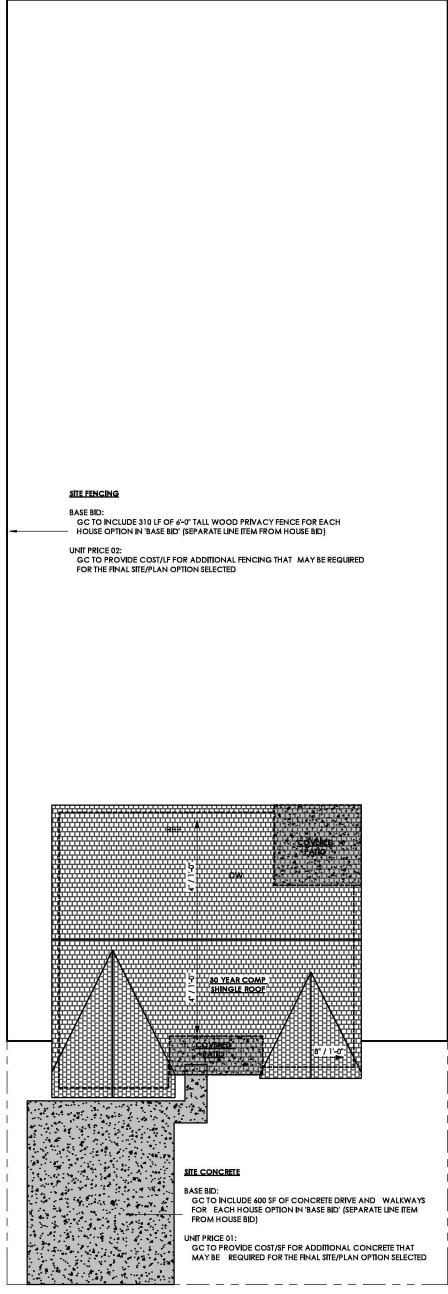 SITE FENCING
BASE BID:
GC TO INCLUDE 310 LF OF 6'-0" TALL WOOD PRIVACY FENCE FOR EACH
HOUSE OPTION IN 'BASE BID' (SEPARATE LINE ITEM FROM HOUSE BID)
UNIT PRICE 02:
GC TO PROVIDE COST/LF FOR ADDITIONAL FENCING THAT MAY BE REQUIRED
FOR THE FINAL SITE/PLAN OPTION SELECTED
REF
COVERED
PATIO
4" / 1'-0"
DW
4" / 1'-0"
30 YEAR COMP
SHINGLE ROOF
COVERED
PATIO
8" / 1'-0"
SITE CONCRETE
BASE BID:
GC TO INCLUDE 600 SF OF CONCRETE DRIVE AND WALKWAYS
FOR EACH HOUSE OPTION IN 'BASE BID' (SEPARATE LINE ITEM
FROM HOUSE BID)
UNIT PRICE 01:
GC TO PROVIDE COST/SF FOR ADDITIONAL CONCRETE THAT
MAY BE REQUIRED FOR THE FINAL SITE/PLAN OPTION SELECTED